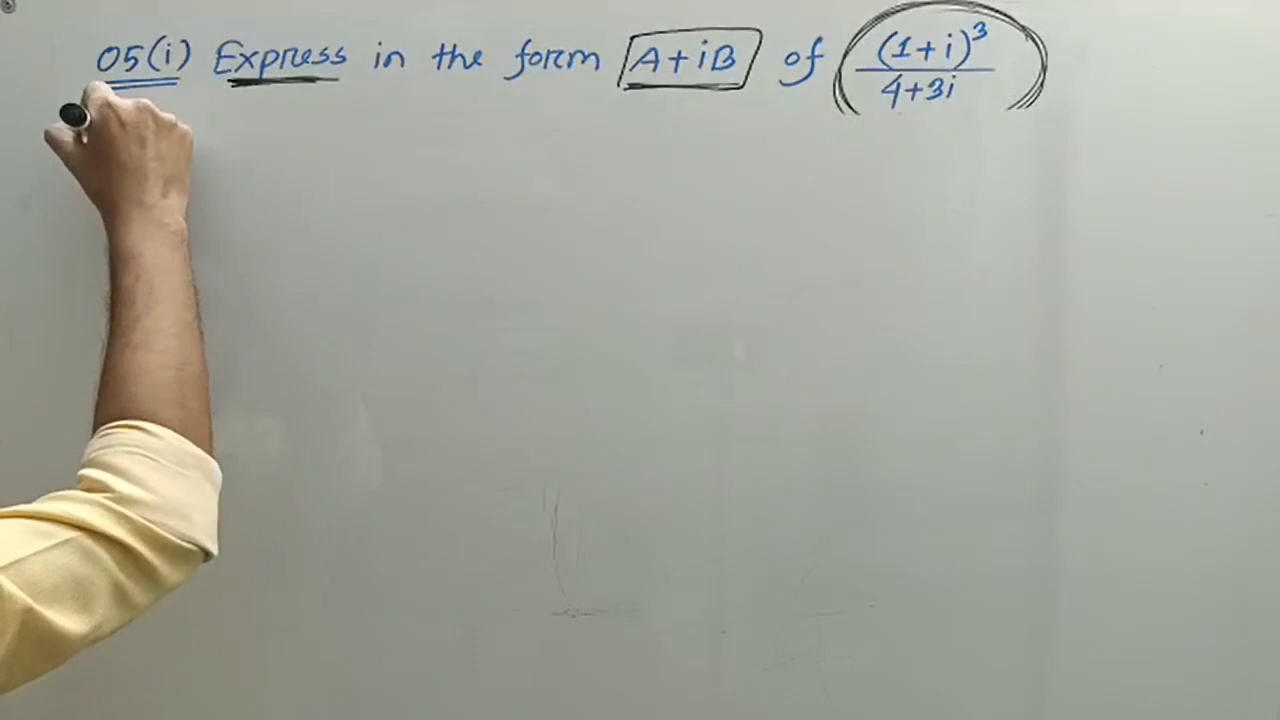 05(i) Express in the form A+iB of (1+i)³/4+3i